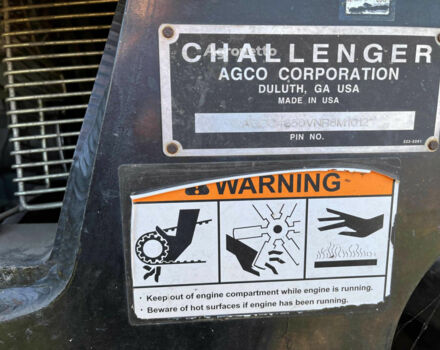 CHALLENGER
AGCO CORPORATION
DULUTH, GA USA
MADE IN USA
PIN NO.
WARNING
· Keep out of engine compartment while engine is running.
· Beware of hot surfaces if engine has been running.